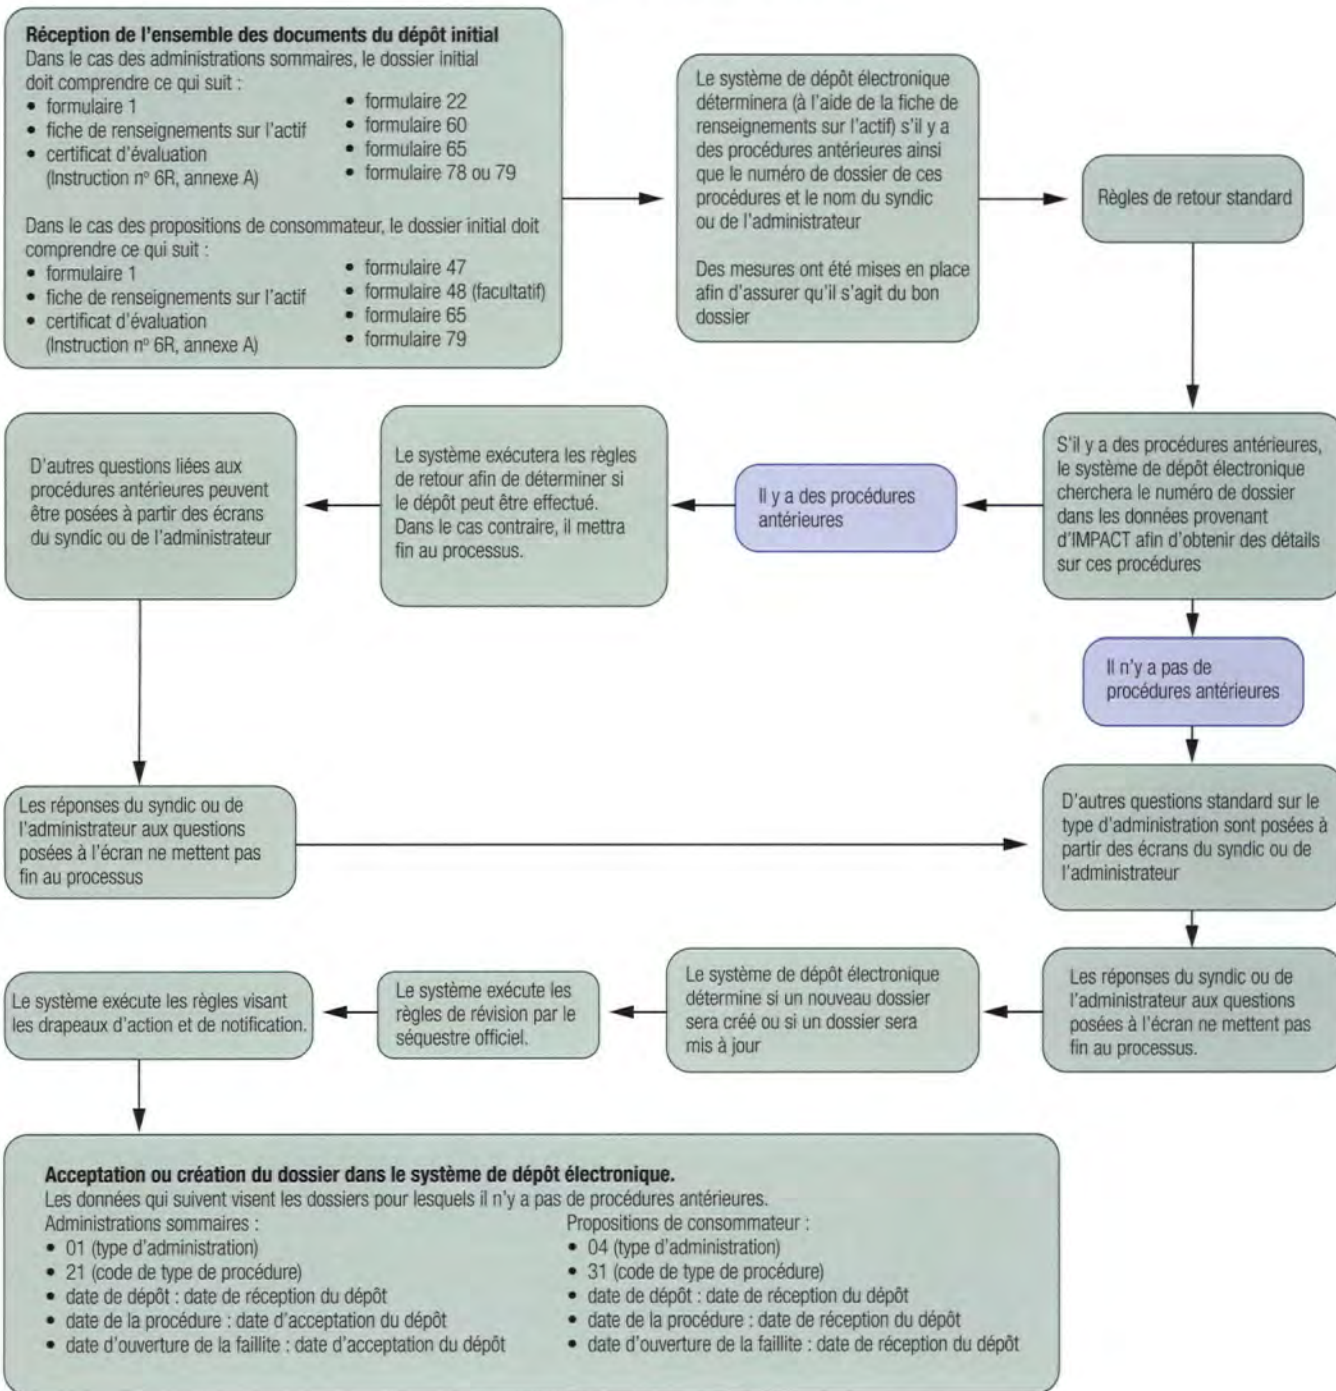 Réception de l'ensemble des documents du dépôt initial
Dans le cas des administrations sommaires, le dossier initial
doit comprendre ce qui suit :
• formulaire 1
• fiche de renseignements sur l'actif
• certificat d'évaluation
(Instruction nº 6R, annexe A)
• formulaire 22
• formulaire 60
• formulaire 65
• formulaire 78 ou 79
Dans le cas des propositions de consommateur, le dossier initial doit
comprendre ce qui suit :
• formulaire 1
• fiche de renseignements sur l'actif
• certificat d'évaluation
(Instruction nº 6R, annexe A)
• formulaire 47
• formulaire 48 (facultatif)
• formulaire 65
• formulaire 79
Le système de dépôt électronique
déterminera (à l'aide de la fiche de
renseignements sur l'actif) s'il y a
des procédures antérieures ainsi
que le numéro de dossier de ces
procédures et le nom du syndic
ou de l'administrateur
Des mesures ont été mises en place
afin d'assurer qu'il s'agit du bon
dossier
Règles de retour standard
S'il y a des procédures antérieures,
le système de dépôt électronique
cherchera le numéro de dossier
dans les données provenant
d'IMPACT afin d'obtenir des détails
sur ces procédures
Il y a des procédures
antérieures
Le système exécutera les règles
de retour afin de déterminer si
le dépôt peut être effectué.
Dans le cas contraire, il mettra
fin au processus.
D'autres questions liées aux
procédures antérieures peuvent
être posées à partir des écrans
du syndic ou de l'administrateur
Il n'y a pas de
procédures antérieures
Les réponses du syndic ou de
l'administrateur aux questions
posées à l'écran ne mettent pas
fin au processus
D'autres questions standard sur le
type d'administration sont posées à
partir des écrans du syndic ou de
l'administrateur
Les réponses du syndic ou de
l'administrateur aux questions
posées à l'écran ne mettent pas
fin au processus.
Le système de dépôt électronique
détermine si un nouveau dossier
sera créé ou si un dossier sera
mis à jour
Le système exécute les
règles de révision par le
séquestre officiel.
Le système exécute les règles visant
les drapeaux d'action et de notification.
Acceptation ou création du dossier dans le système de dépôt électronique.
Les données qui suivent visent les dossiers pour lesquels il n'y a pas de procédures antérieures.
Administrations sommaires :
• 01 (type d'administration)
• 21 (code de type de procédure)
• date de dépôt : date de réception du dépôt
• date de la procédure : date d'acceptation du dépôt
• date d'ouverture de la faillite : date d'acceptation du dépôt
Propositions de consommateur :
• 04 (type d'administration)
• 31 (code de type de procédure)
• date de dépôt : date de réception du dépôt
• date de la procédure : date de réception du dépôt
• date d'ouverture de la faillite : date de réception du dépôt